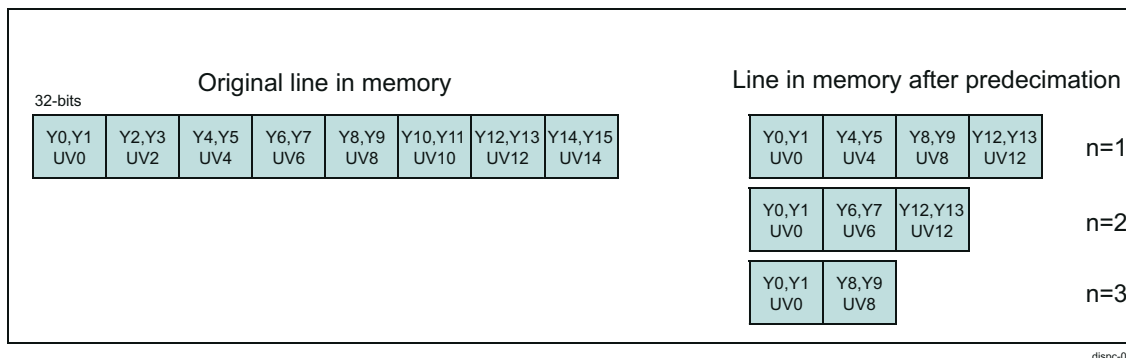 Original line in memory
Line in memory after predecimation
32-bits
Y0,Y1 Y2,Y3 Y4,Y5 Y6,Y7 Y8,Y9 Y10,Y11 Y12,Y13 Y14,Y15
UV0 UV2 UV4 UV6 UV8 UV10 UV12 UV14
Y0,Y1 Y4,Y5 Y8,Y9 Y12,Y13
UV0 UV4 UV8 UV12
n=1
Y0,Y1 Y6,Y7 Y12,Y13
UV0 UV6 UV12
n=2
Y0,Y1 Y8,Y9
UV0 UV8
n=3